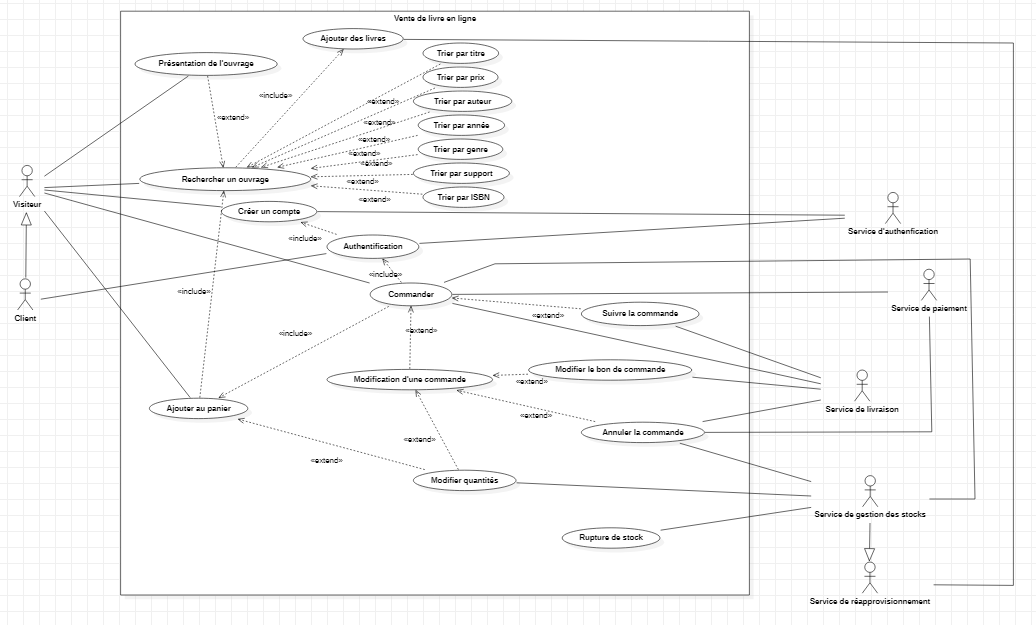 Vente de livre en ligne
Ajouter des livres
Trier par titre
Présentation de l'ouvrage
Trier par prix
«include»
«extend»
Trier par auteur
«extend»
«extend»
Trier par année
«extend»
«extend»
Trier par genre
«extend»
Rechercher un ouvrage
Trier par support
«extend»
Trier par ISBN
«extend»
Visiteur
Créer un compte
Service d'authenfication
«include»
Authentification
«include»
Client
«include»
Commander
Service de paiement
Suivre la commande
«extend»
«include»
«extend»
Modification d'une commande
Modifier le bon de commande
«extend»
Ajouter au panier
Service de livraison
«extend»
Annuler la commande
«extend»
«extend»
Modifier quantités
Service de gestion des stocks
Rupture de stock
Service de réapprovisionnement